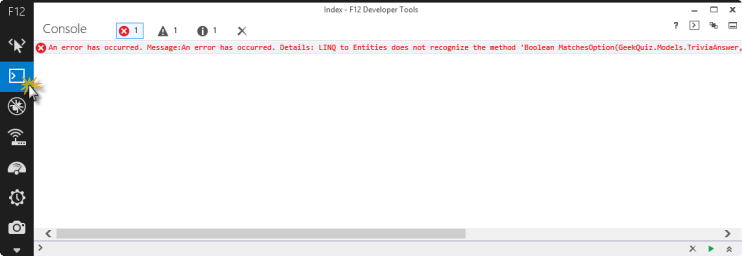 Index - F12 Developer Tools
F12
Console
1
1
1
?
An error has occurred. Message:An error has occurred. Details: LINQ to Entities does not recognize the method 'Boolean MatchesOption(GeekQuiz.Models.TriviaAnswer,